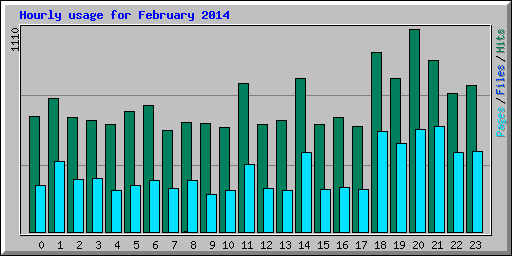 Hourly usage for February 2014
1110
Pages/Files/Hits
0 1 2 3 4 5 6 7 8 9 10 11 12 13 14 15 16 17 18 19 20 21 22 23